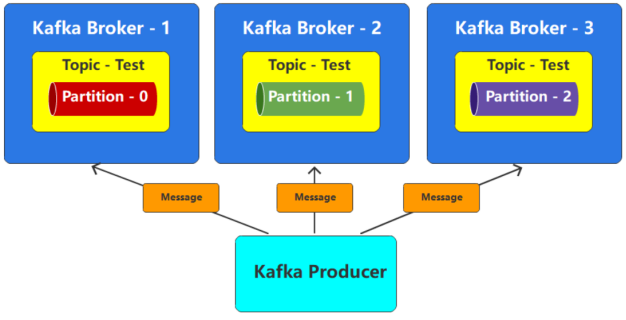 Kafka Broker - 1
Kafka Broker - 2
Kafka Broker - 3
Topic - Test
Topic - Test
Topic - Test
Partition - 0
Partition - 1
Partition - 2
Message
Message
Message
Kafka Producer